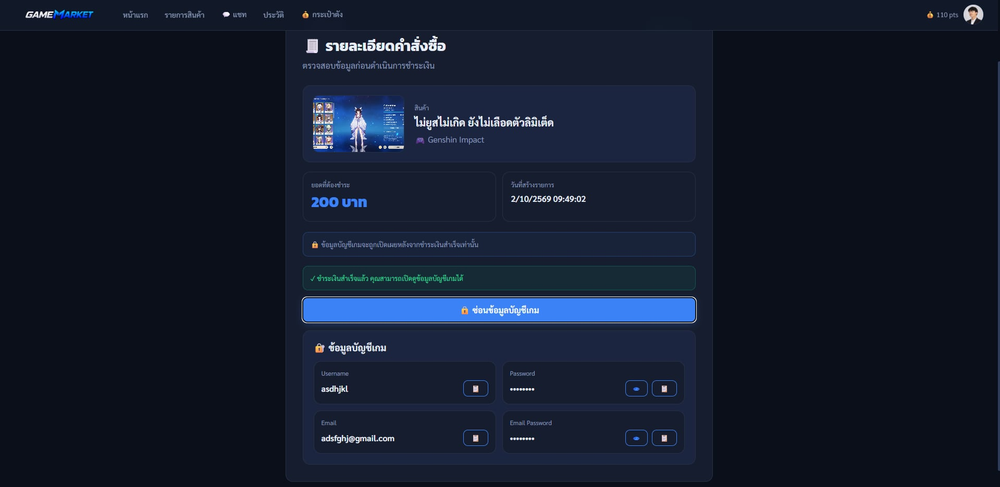 GAMEMARKET
หน้าแรก
รายการสินค้า
แชท
ประวัติ
กระเป๋าตัง
110 pts
รายละเอียดคำสั่งซื้อ
ตรวจสอบข้อมูลก่อนดำเนินการชำระเงิน
สินค้า
ไม่ยูสไม่เกิด ยังไม่เลือดตัวลิมิเต็ด
Genshin Impact
ยอดที่ต้องชำระ
200 บาท
วันที่สร้างรายการ
2/10/2569 09:49:02
ข้อมูลบัญชีเกมจะถูกเปิดเผยหลังจากชำระเงินสำเร็จเท่านั้น
✓ ชำระเงินสำเร็จแล้ว คุณสามารถเปิดดูข้อมูลบัญชีเกมได้
ซ่อนข้อมูลบัญชีเกม
ข้อมูลบัญชีเกม
Username
asdhjkl
Password
••••••••
Email
adsfghj@gmail.com
Email Password
••••••••